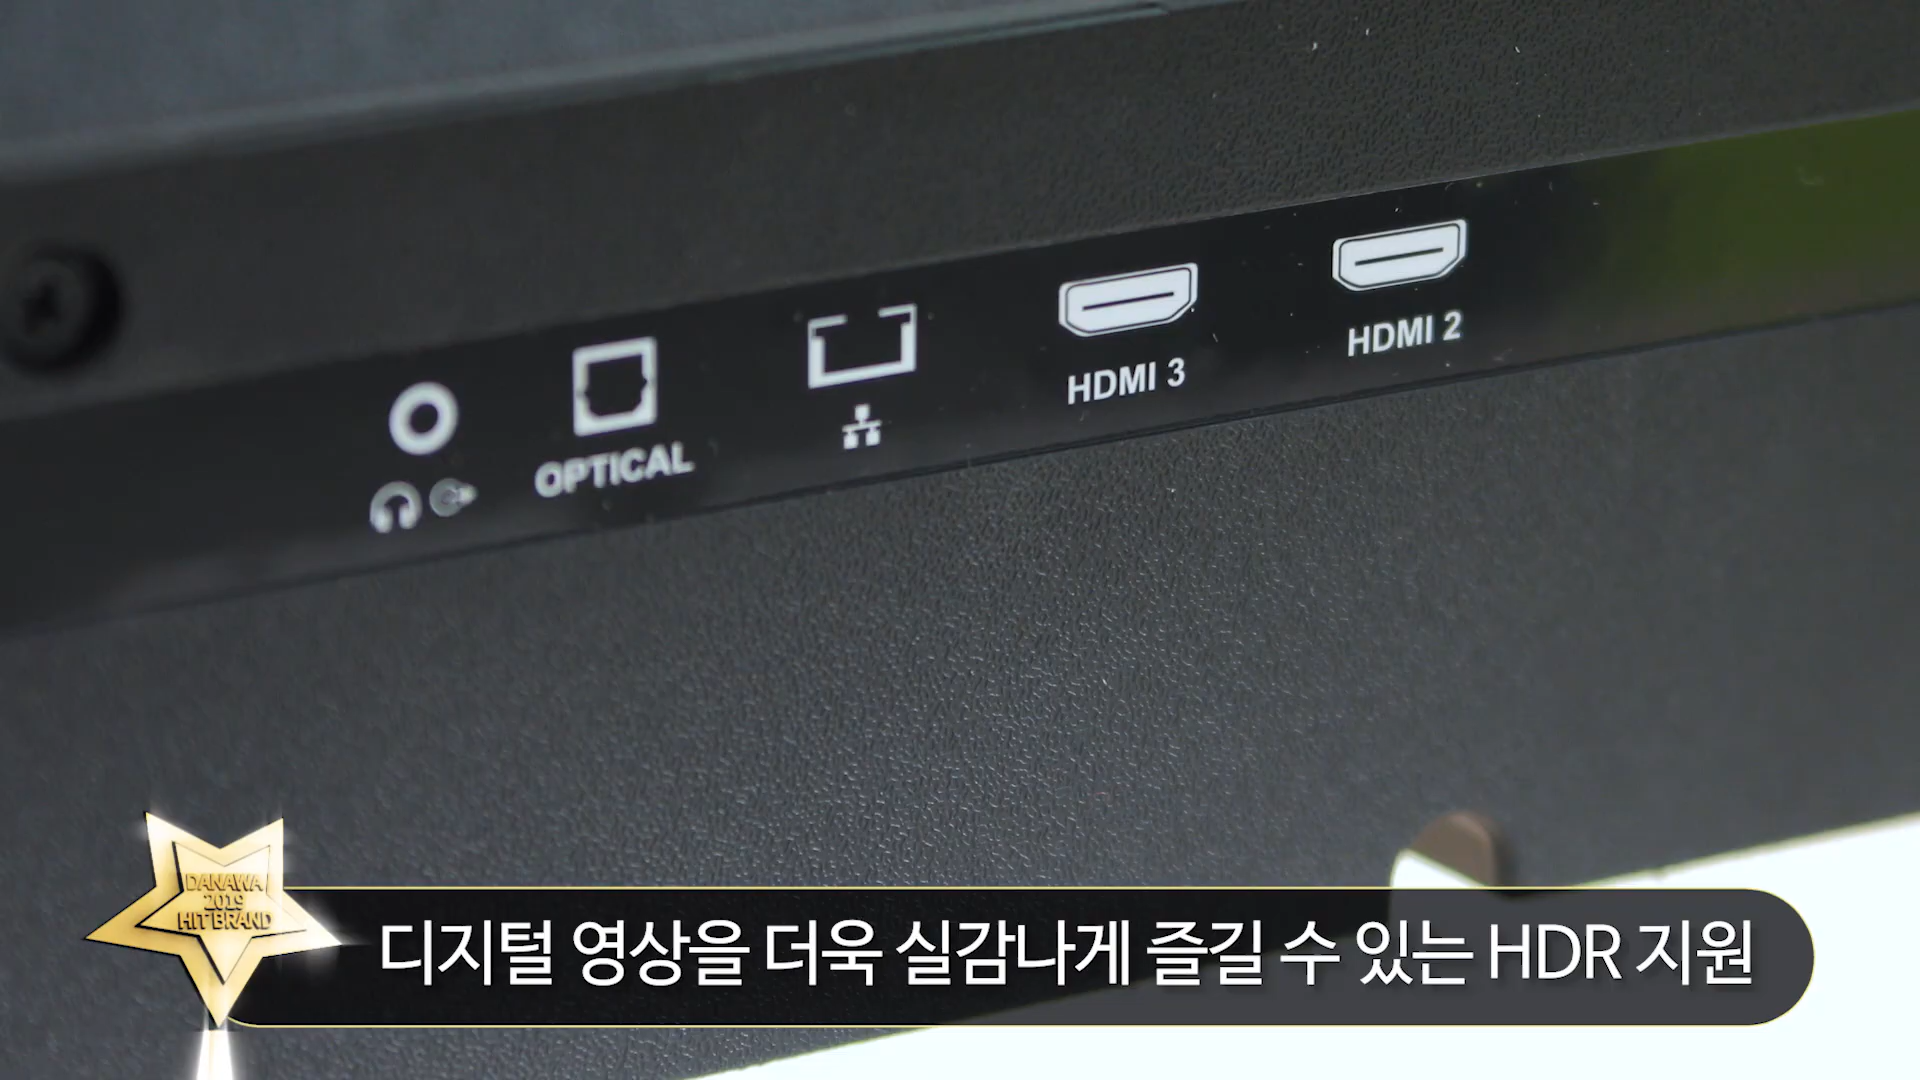 OPTICAL
HDMI 3
HDMI 2
DANAWA
2019
HIT BRAND
디지털 영상을 더욱 실감나게 즐길 수 있는 HDR 지원